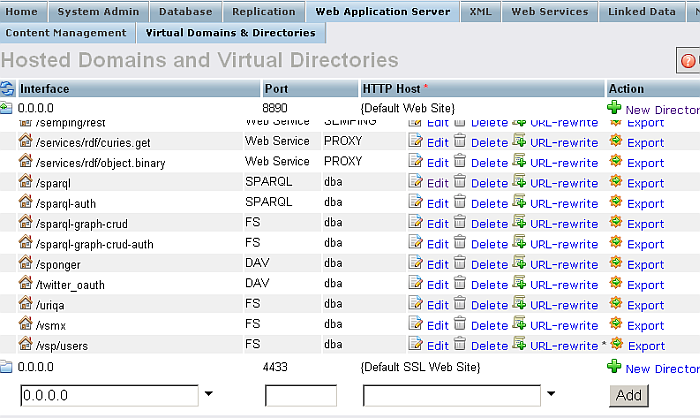 Home System Admin Database Replication Web Application Server XML Web Services Linked Data
Content Management Virtual Domains & Directories
Hosted Domains and Virtual Directories
Interface Port HTTP Host * Action
0.0.0.0 8890 {Default Web Site} New Director
/semping/rest Web Service SEMPING Edit Delete URL-rewrite Export
/services/rdf/curies.get Web Service PROXY Edit Delete URL-rewrite Export
/services/rdf/object.binary Web Service PROXY Edit Delete URL-rewrite Export
/sparql SPARQL dba Edit Delete URL-rewrite Export
/sparql-auth SPARQL dba Edit Delete URL-rewrite Export
/sparql-graph-crud FS dba Edit Delete URL-rewrite Export
/sparql-graph-crud-auth FS dba Edit Delete URL-rewrite Export
/sponger DAV dba Edit Delete URL-rewrite Export
/twitter_oauth DAV dba Edit Delete URL-rewrite Export
/uriqa FS dba Edit Delete URL-rewrite Export
/vsmx FS dba Edit Delete URL-rewrite Export
/vsp/users FS dba Edit Delete URL-rewrite * Export
0.0.0.0 4433 {Default SSL Web Site} New Director
0.0.0.0 Add